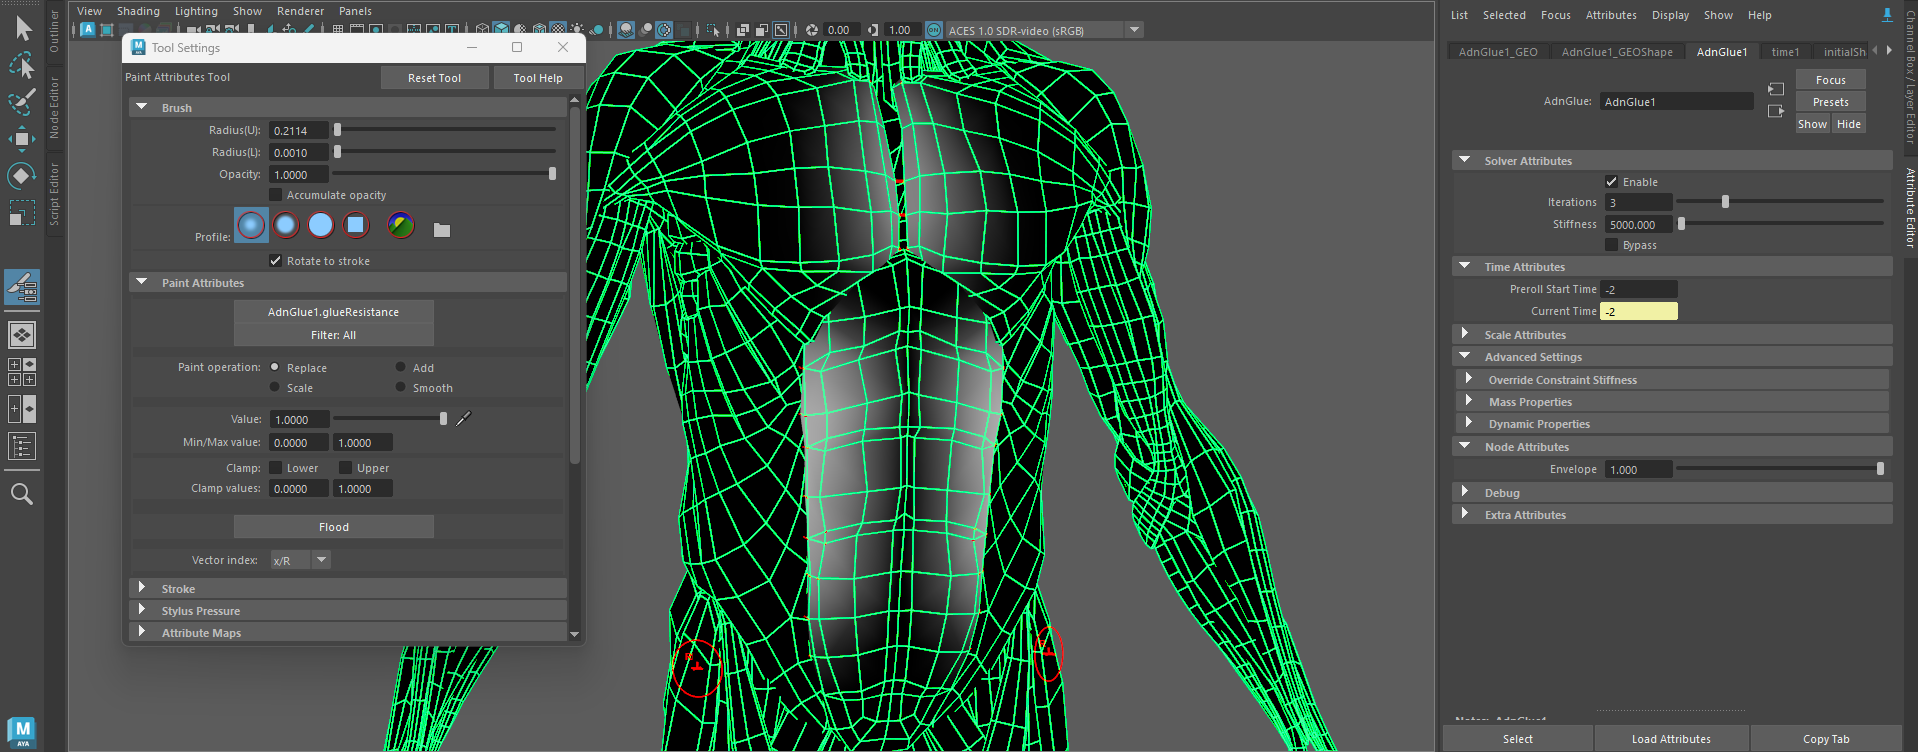 View Shading Lighting Show Renderer Panels
0.00 1.00 ON ACES 1.0 SDR-video (sRGB)
Outliner
Node Editor
Script Editor
M
AYA
Tool Settings
Paint Attributes Tool Reset Tool Tool Help
Brush
Radius(U): 0.2114
Radius(L): 0.0010
Opacity: 1.0000
Accumulate opacity
Profile:
Rotate to stroke
Paint Attributes
AdnGlue1.glueResistance
Filter: All
Paint operation: Replace Add
Scale Smooth
Value: 1.0000
Min/Max value: 0.0000 1.0000
Clamp: Lower Upper
Clamp values: 0.0000 1.0000
Flood
Vector index: x/R
Stroke
Stylus Pressure
Attribute Maps
List Selected Focus Attributes Display Show Help
AdnGlue1_GEO AdnGlue1_GEOShape AdnGlue1 time1 initialSh
AdnGlue: AdnGlue1
Focus
Presets
Show Hide
Solver Attributes
Enable
Iterations 3
Stiffness 5000.000
Bypass
Time Attributes
Preroll Start Time -2
Current Time -2
Scale Attributes
Advanced Settings
Override Constraint Stiffness
Mass Properties
Dynamic Properties
Node Attributes
Envelope 1.000
Debug
Extra Attributes
Notes: AdnGlue1
Select Load Attributes Copy Tab
Channel Box / Layer Editor
Attribute Editor
M
AYA